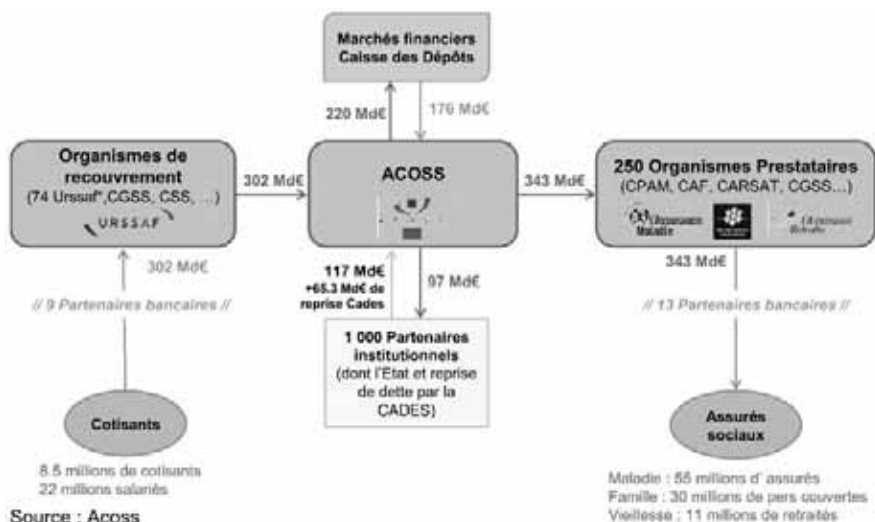 Marchés financiers
Caisse des Dépôts
220 Md€
176 Md€
Organismes de
recouvrement
(74 Urssaf*,CGSS, CSS, ...)
URSSAF
302 Md€
ACOSS
343 Md€
250 Organismes Prestataires
(CPAM, CAF, CARSAT, CGSS...)
l'Assurance
Maladie
l'Assurance
Retraite
302 Md€
// 9 Partenaires bancaires //
117 Md€
+65.3 Md€ de
reprise Cades
97 Md€
343 Md€
// 13 Partenaires bancaires //
1 000 Partenaires
institutionnels
(dont l'Etat et reprise
de dette par la
CADES)
Cotisants
Assurés
sociaux
8.5 millions de cotisants
22 millions salariés
Maladie : 55 millions d' assurés
Famille : 30 millions de pers couvertes
Vieillesse : 11 millions de retraités
Source : Acoss